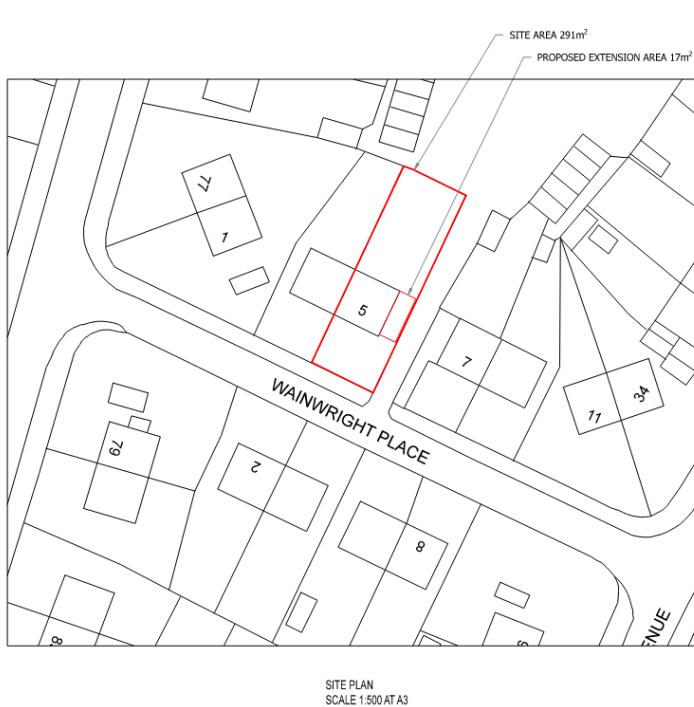 SITE AREA 291m²
PROPOSED EXTENSION AREA 17m²
77
1
5
7
34
11
WAINWRIGHT PLACE
79
2
8
ENUE
SITE PLAN
SCALE 1:500 AT A3